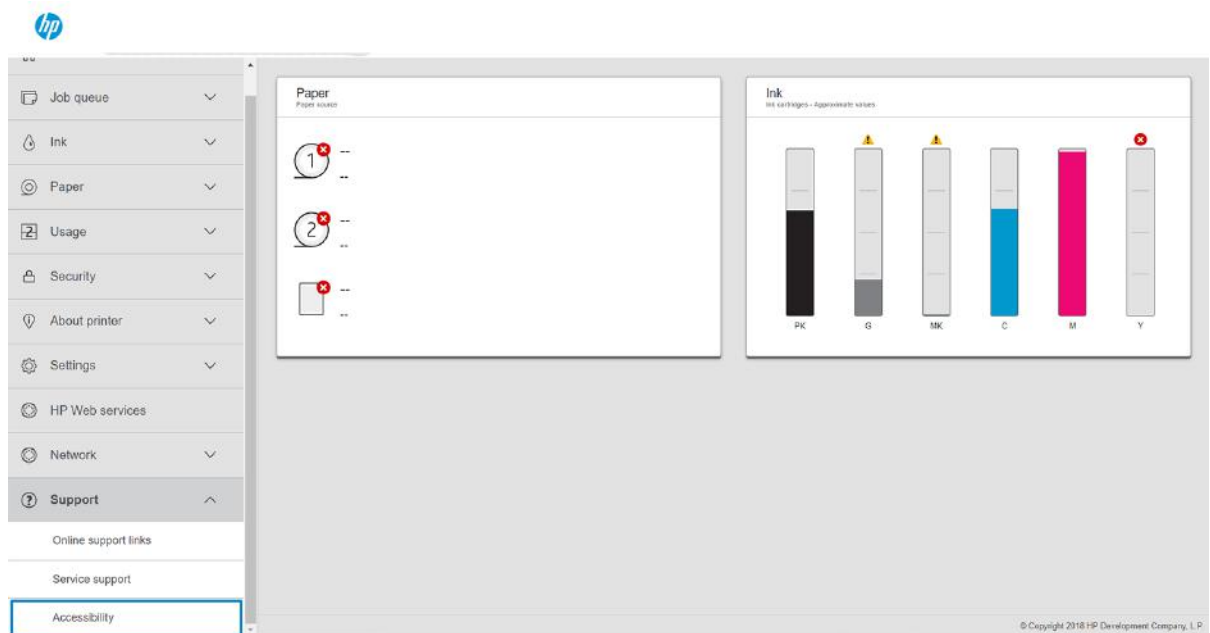 hp
Job queue
Ink
Paper
2 Usage
Security
About printer
Settings
HP Web services
Network
? Support
Online support links
Service support
Accessibility
Paper
Paper source
1 --
--
2 --
--
--
--
Ink
Ink cartridges - Approximate values
PK G MK C M Y
© Copyright 2018 HP Development Company, L.P.